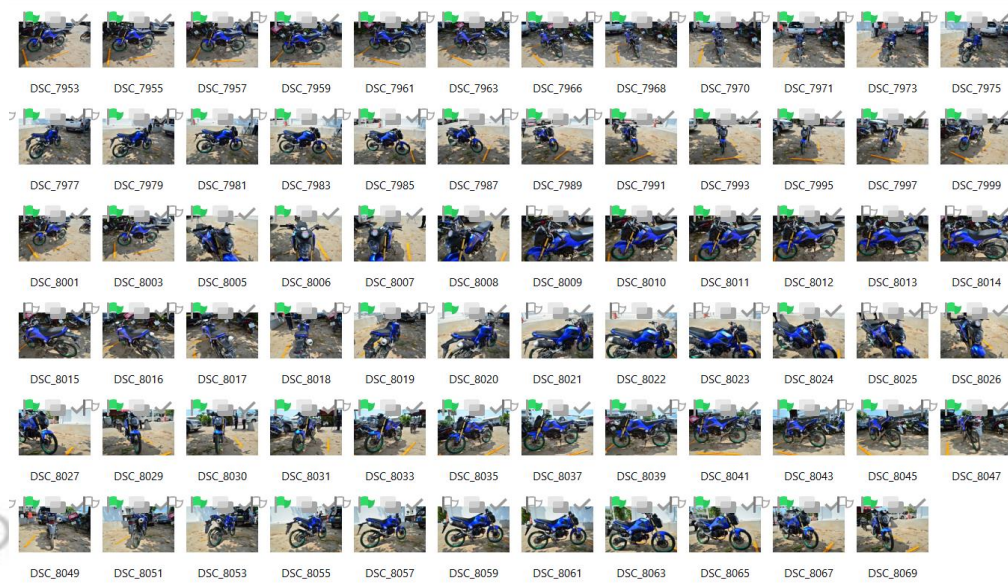 DSC_7953 DSC_7955 DSC_7957 DSC_7959 DSC_7961 DSC_7963 DSC_7966 DSC_7968 DSC_7970 DSC_7971 DSC_7973 DSC_7975
DSC_7977 DSC_7979 DSC_7981 DSC_7983 DSC_7985 DSC_7987 DSC_7989 DSC_7991 DSC_7993 DSC_7995 DSC_7997 DSC_7999
DSC_8001 DSC_8003 DSC_8005 DSC_8006 DSC_8007 DSC_8008 DSC_8009 DSC_8010 DSC_8011 DSC_8012 DSC_8013 DSC_8014
DSC_8015 DSC_8016 DSC_8017 DSC_8018 DSC_8019 DSC_8020 DSC_8021 DSC_8022 DSC_8023 DSC_8024 DSC_8025 DSC_8026
DSC_8027 DSC_8029 DSC_8030 DSC_8031 DSC_8033 DSC_8035 DSC_8037 DSC_8039 DSC_8041 DSC_8043 DSC_8045 DSC_8047
DSC_8049 DSC_8051 DSC_8053 DSC_8055 DSC_8057 DSC_8059 DSC_8061 DSC_8063 DSC_8065 DSC_8067 DSC_8069